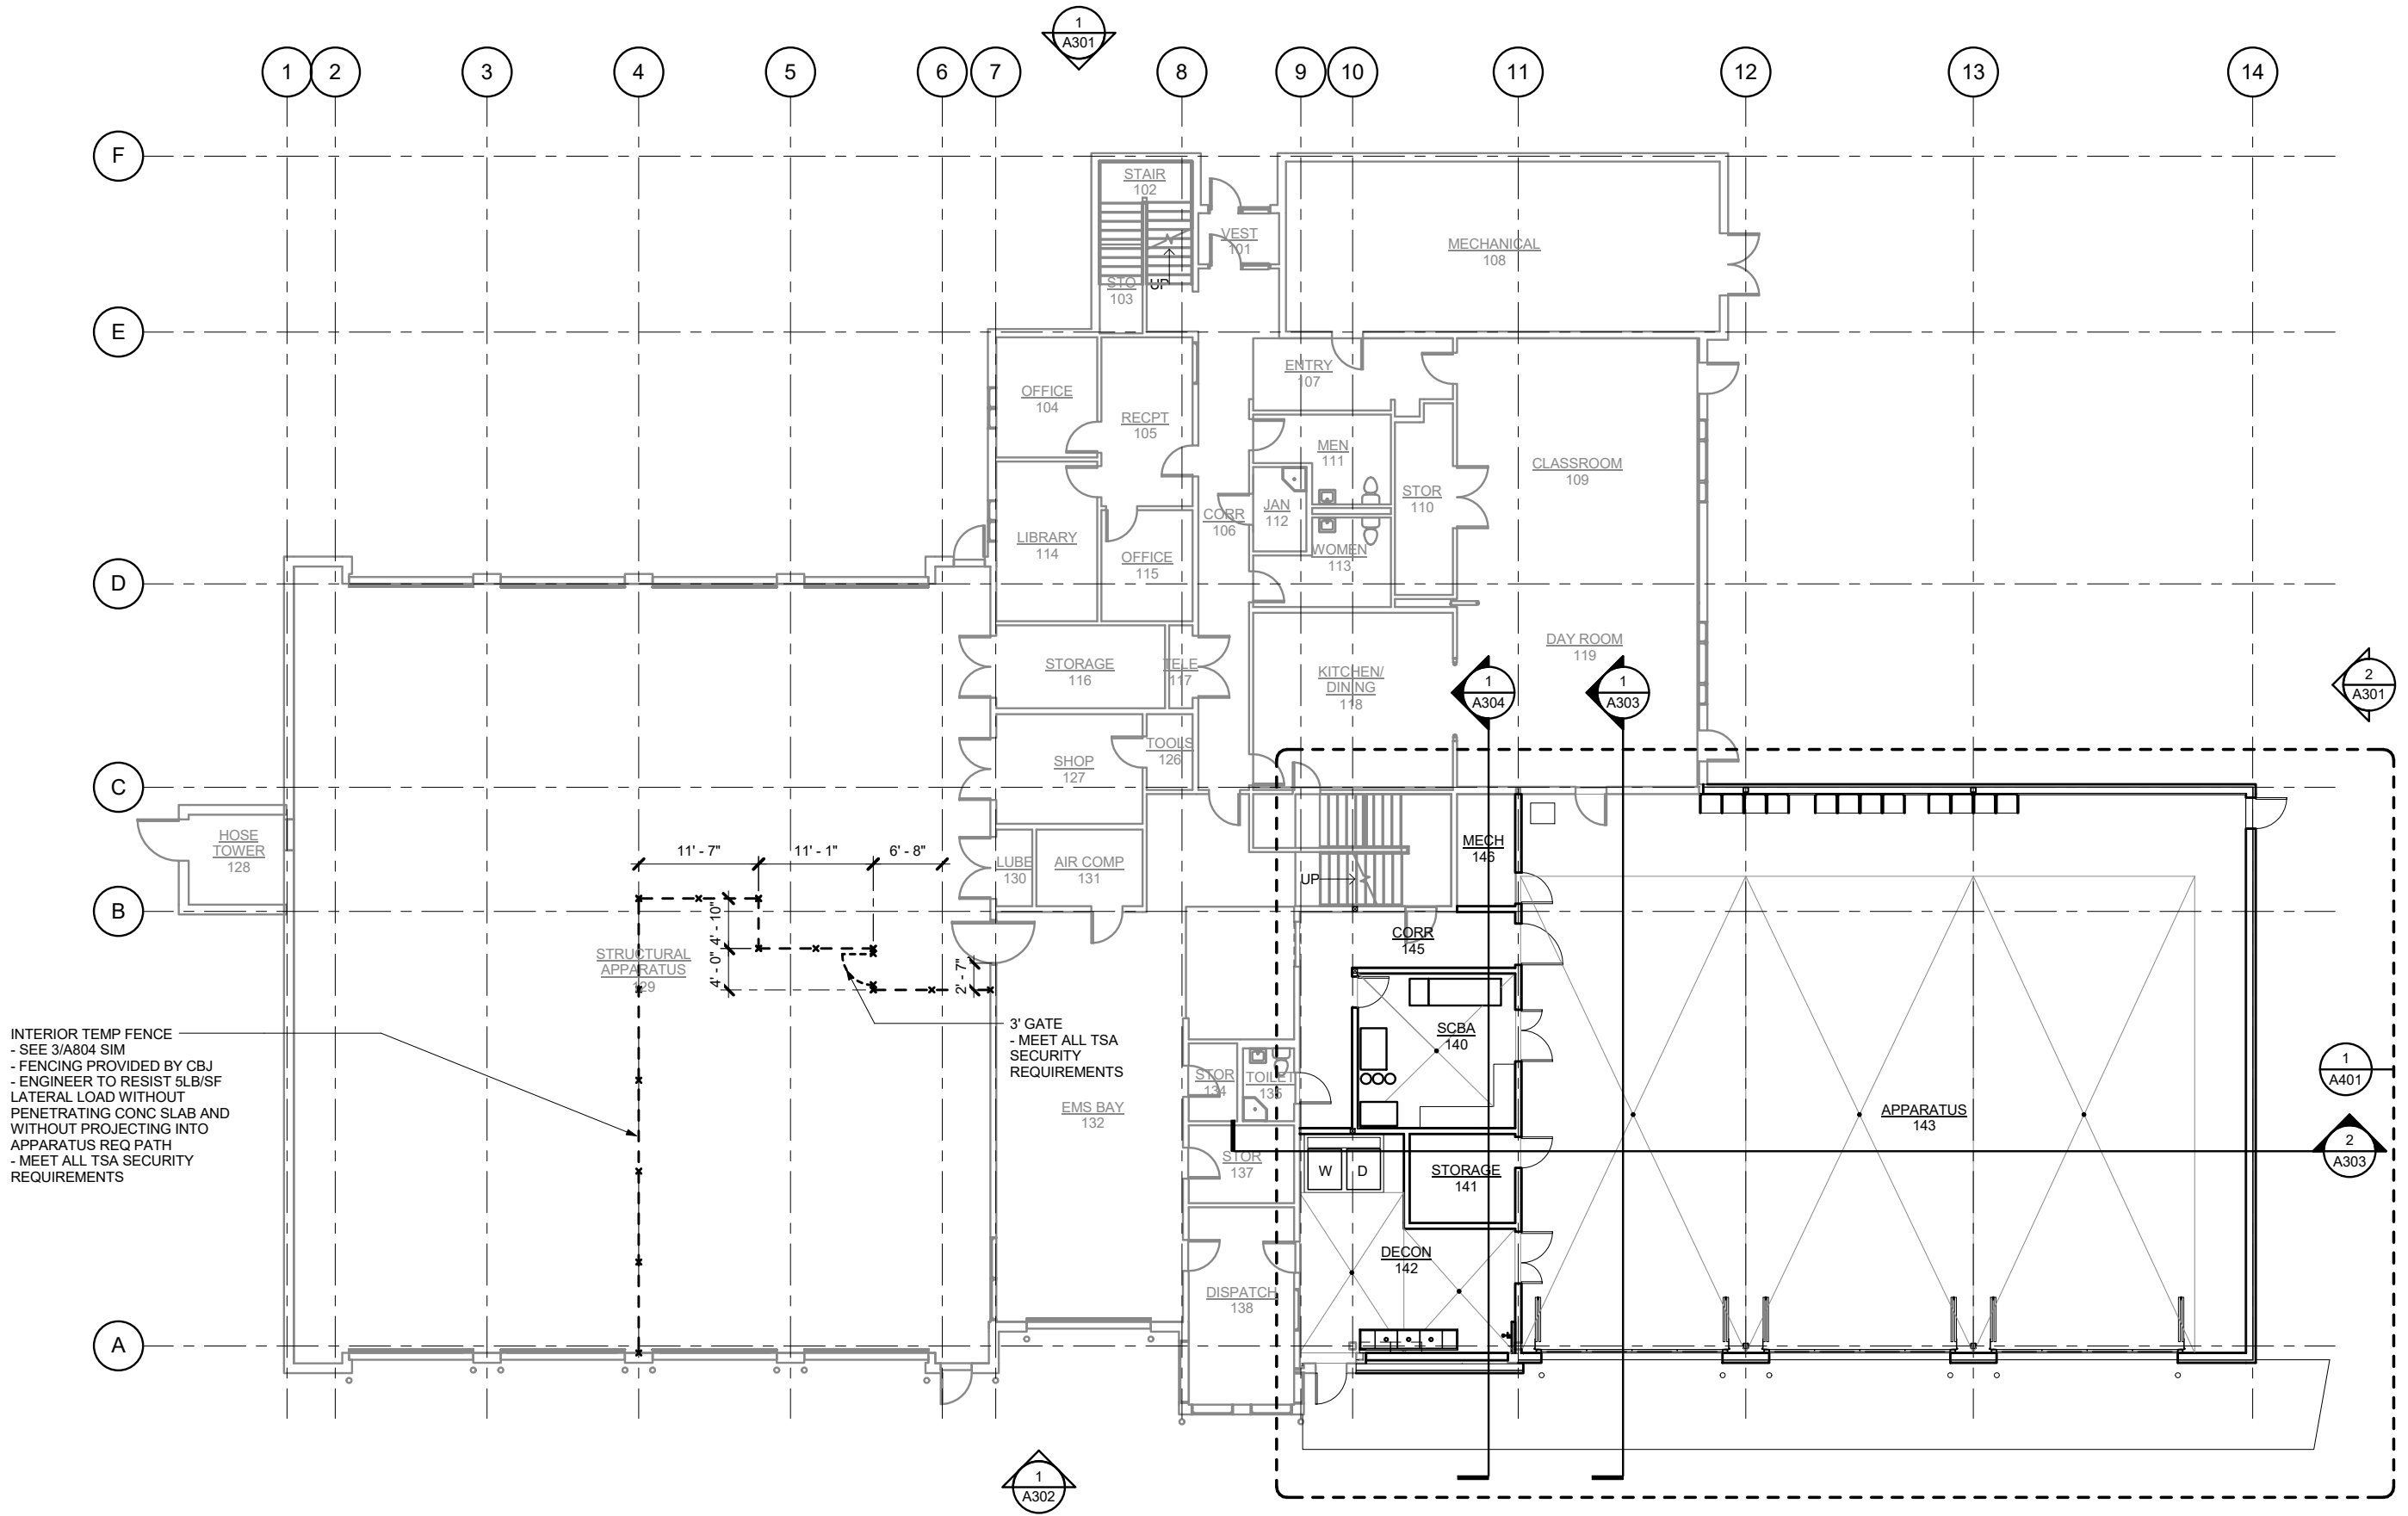 1
A301
1
2
3
4
5
6
7
8
9
10
11
12
13
14
F
E
D
C
B
A
STAIR
102
VEST
101
STO
103
UP
MECHANICAL
108
ENTRY
107
OFFICE
104
RECPT
105
MEN
111
CLASSROOM
109
STOR
110
JAN
112
CORR
106
LIBRARY
114
OFFICE
115
WOMEN
113
STORAGE
116
TELE
117
KITCHEN/
DINING
118
DAY ROOM
119
1
A304
1
A303
2
A301
SHOP
127
TOOLS
126
HOSE
TOWER
128
11' - 7"
11' - 1"
6' - 8"
LUBE
130
AIR COMP
131
MECH
146
UP
4' - 10"
4' - 0"
2' - 7"
STRUCTURAL
APPARATUS
129
CORR
145
INTERIOR TEMP FENCE
- SEE 3/A804 SIM
- FENCING PROVIDED BY CBJ
- ENGINEER TO RESIST 5LB/SF
LATERAL LOAD WITHOUT
PENETRATING CONC SLAB AND
WITHOUT PROJECTING INTO
APPARATUS REQ PATH
- MEET ALL TSA SECURITY
REQUIREMENTS
3' GATE
- MEET ALL TSA
SECURITY
REQUIREMENTS
SCBA
140
STOR
134
TOILET
135
EMS BAY
132
APPARATUS
143
1
A401
2
A303
STOR
137
W
D
STORAGE
141
DECON
142
DISPATCH
138
1
A302